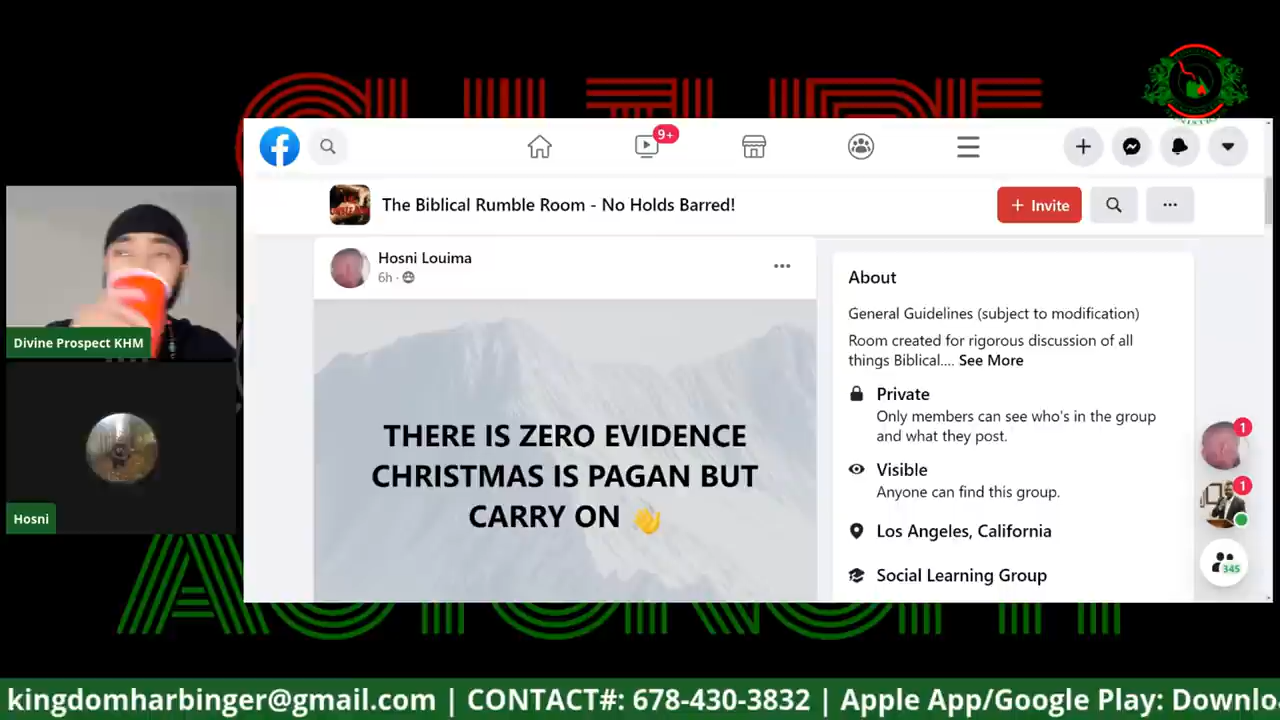 9+
The Biblical Rumble Room - No Holds Barred!
+ Invite
Hosni Louima
6h ·
THERE IS ZERO EVIDENCE
CHRISTMAS IS PAGAN BUT
CARRY ON 👋
About
General Guidelines (subject to modification)
Room created for rigorous discussion of all
things Biblical.... See More
Private
Only members can see who's in the group
and what they post.
Visible
Anyone can find this group.
Los Angeles, California
Social Learning Group
1
1
345
Divine Prospect KHM
Hosni
kingdomharbinger@gmail.com | CONTACT#: 678-430-3832 | Apple App/Google Play: Downlo